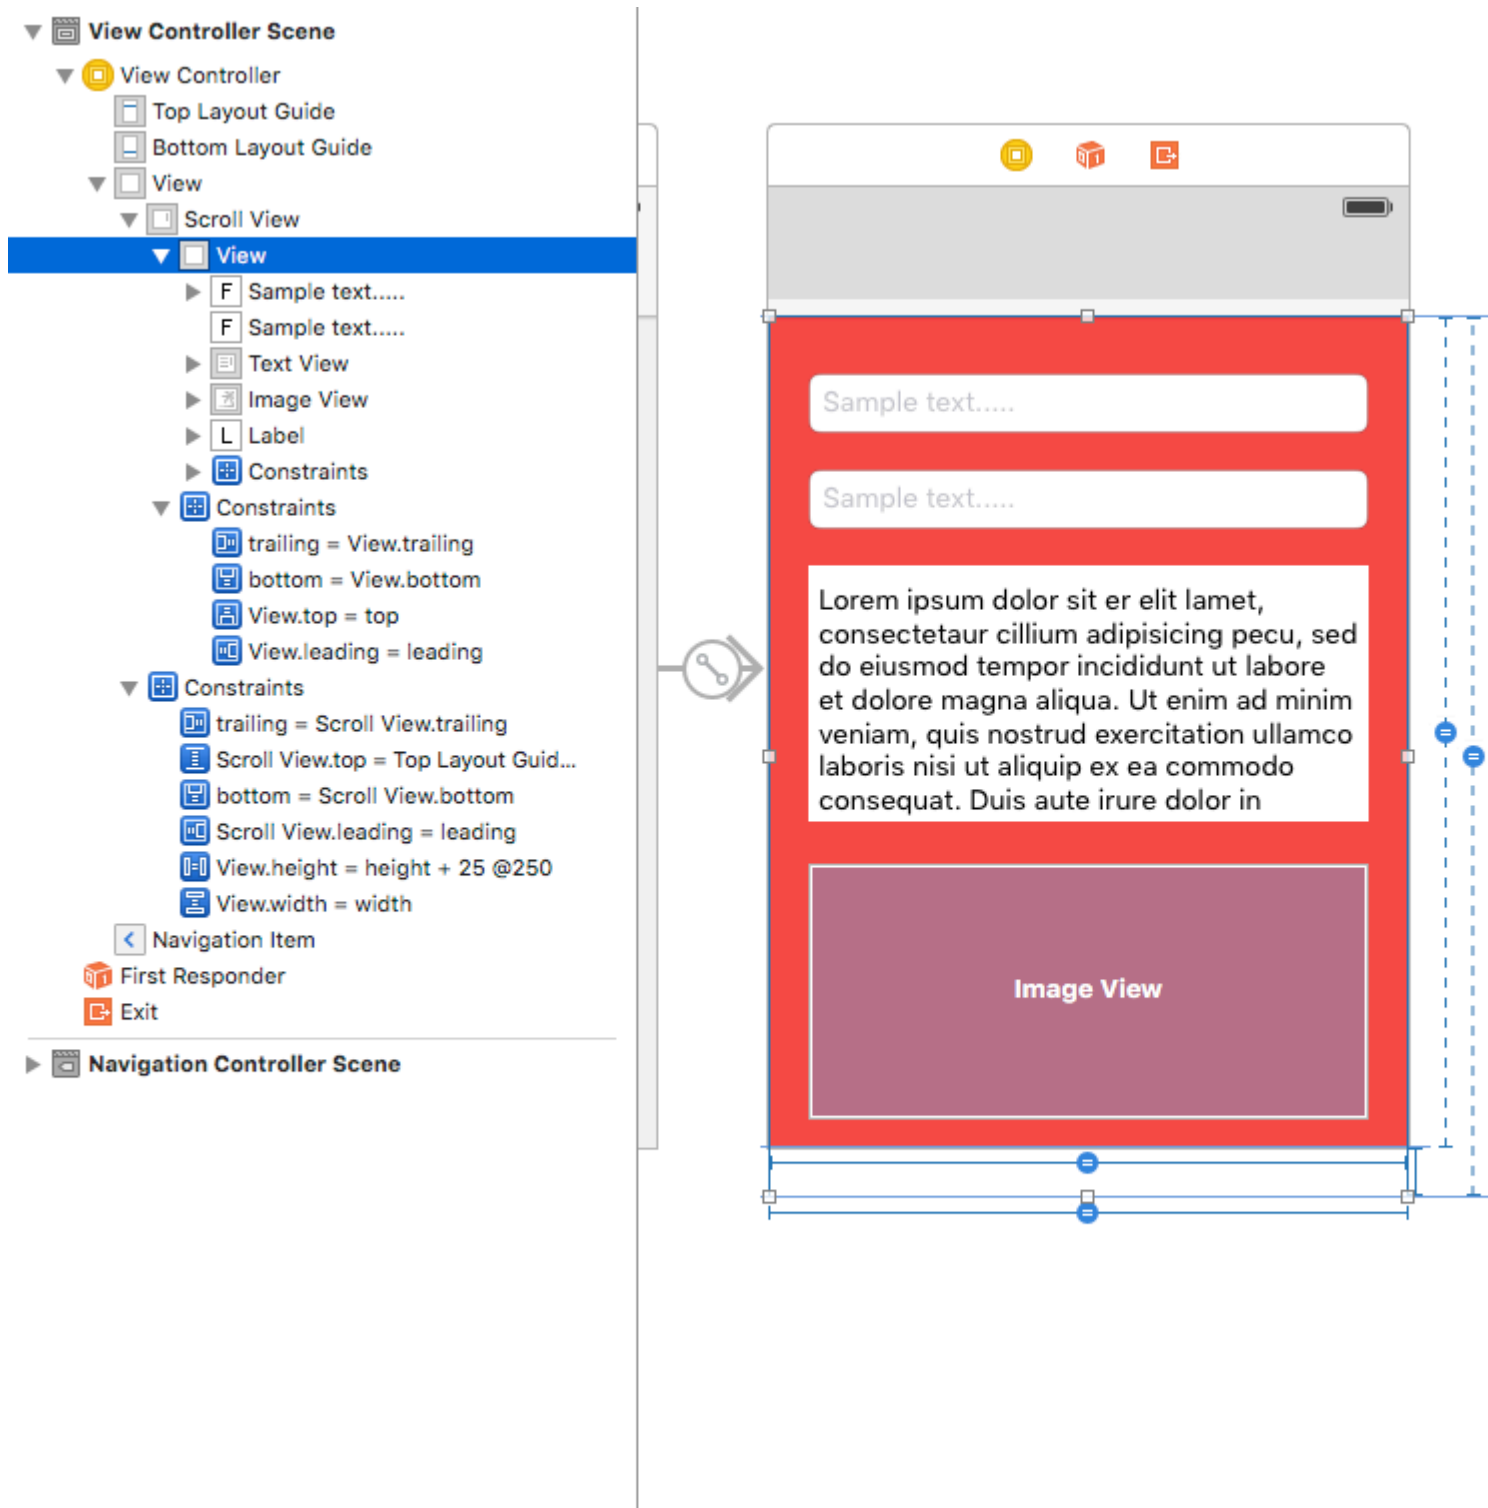 View Controller Scene
View Controller
Top Layout Guide
Bottom Layout Guide
View
Scroll View
View
F Sample text.....
F Sample text.....
Text View
Image View
L Label
Constraints
Constraints
trailing = View.trailing
bottom = View.bottom
View.top = top
View.leading = leading
Constraints
trailing = Scroll View.trailing
Scroll View.top = Top Layout Guid...
bottom = Scroll View.bottom
Scroll View.leading = leading
View.height = height + 25 @250
View.width = width
Navigation Item
First Responder
Exit
Navigation Controller Scene
Sample text.....
Sample text.....
Lorem ipsum dolor sit er elit lamet,
consectetaur cillium adipisicing pecu, sed
do eiusmod tempor incididunt ut labore
et dolore magna aliqua. Ut enim ad minim
veniam, quis nostrud exercitation ullamco
laboris nisi ut aliquip ex ea commodo
consequat. Duis aute irure dolor in
Image View